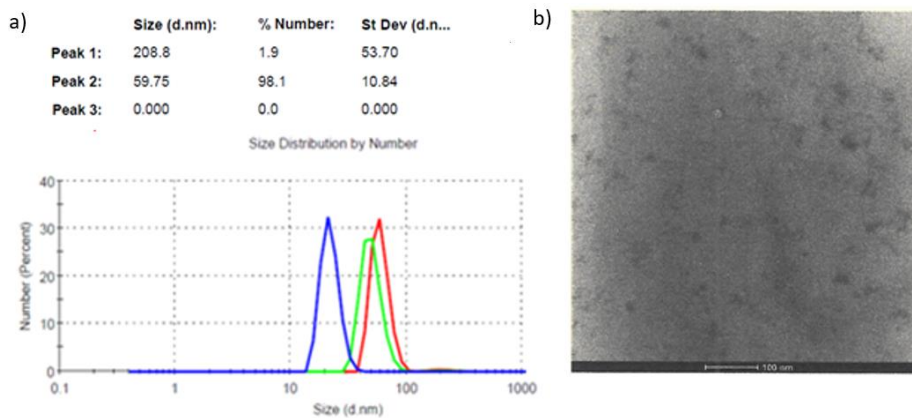 a)
Size (d.nm): % Number: St Dev (d.n...
Peak 1: 208.8 1.9 53.70
Peak 2: 59.75 98.1 10.84
Peak 3: 0.000 0.0 0.000
Size Distribution by Number
Number (Percent)
40
30
20
10
0
0.1 1 10 100 1000
Size (d.nm)
b)
100 nm